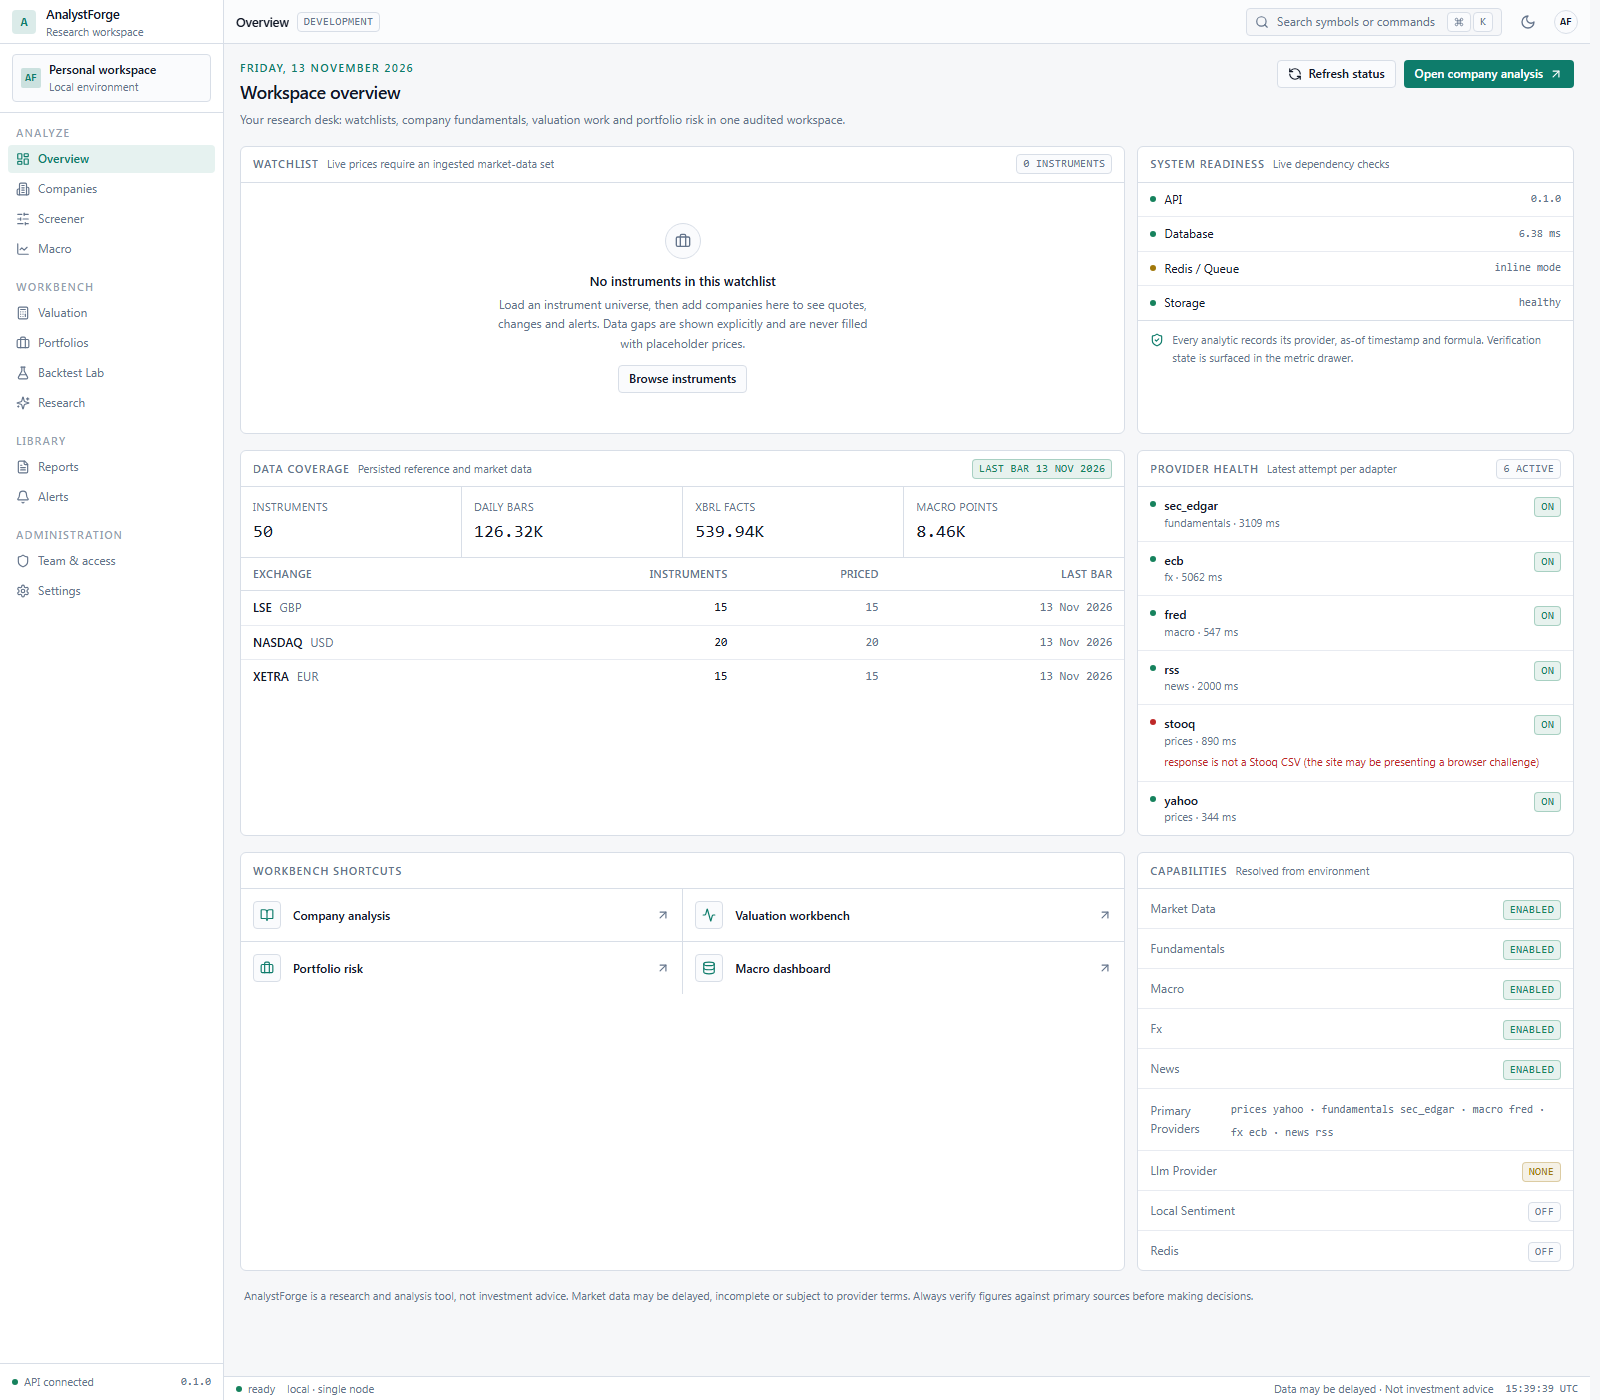 A
AnalystForge
Research workspace
AF
Personal workspace
Local environment
ANALYZE
Overview
Companies
Screener
Macro
WORKBENCH
Valuation
Portfolios
Backtest Lab
Research
LIBRARY
Reports
Alerts
ADMINISTRATION
Team & access
Settings
API connected 0.1.0
Overview DEVELOPMENT
Search symbols or commands ⌘ K
AF
FRIDAY, 13 NOVEMBER 2026
Workspace overview
Your research desk: watchlists, company fundamentals, valuation work and portfolio risk in one audited workspace.
Refresh status
Open company analysis
WATCHLIST Live prices require an ingested market-data set 0 INSTRUMENTS
No instruments in this watchlist
Load an instrument universe, then add companies here to see quotes,
changes and alerts. Data gaps are shown explicitly and are never filled
with placeholder prices.
Browse instruments
SYSTEM READINESS Live dependency checks
API 0.1.0
Database 6.38 ms
Redis / Queue inline mode
Storage healthy
Every analytic records its provider, as-of timestamp and formula. Verification
state is surfaced in the metric drawer.
DATA COVERAGE Persisted reference and market data LAST BAR 13 NOV 2026
INSTRUMENTS DAILY BARS XBRL FACTS MACRO POINTS
50 126.32K 539.94K 8.46K
EXCHANGE INSTRUMENTS PRICED LAST BAR
LSE GBP 15 15 13 Nov 2026
NASDAQ USD 20 20 13 Nov 2026
XETRA EUR 15 15 13 Nov 2026
PROVIDER HEALTH Latest attempt per adapter 6 ACTIVE
sec_edgar ON
fundamentals · 3109 ms
ecb ON
fx · 5062 ms
fred ON
macro · 547 ms
rss ON
news · 2000 ms
stooq ON
prices · 890 ms
response is not a Stooq CSV (the site may be presenting a browser challenge)
yahoo ON
prices · 344 ms
WORKBENCH SHORTCUTS
Company analysis
Valuation workbench
Portfolio risk
Macro dashboard
CAPABILITIES Resolved from environment
Market Data ENABLED
Fundamentals ENABLED
Macro ENABLED
Fx ENABLED
News ENABLED
Primary Providers
prices yahoo · fundamentals sec_edgar · macro fred ·
fx ecb · news rss
Llm Provider NONE
Local Sentiment OFF
Redis OFF
AnalystForge is a research and analysis tool, not investment advice. Market data may be delayed, incomplete or subject to provider terms. Always verify figures against primary sources before making decisions.
ready local · single node
Data may be delayed · Not investment advice 15:39:39 UTC